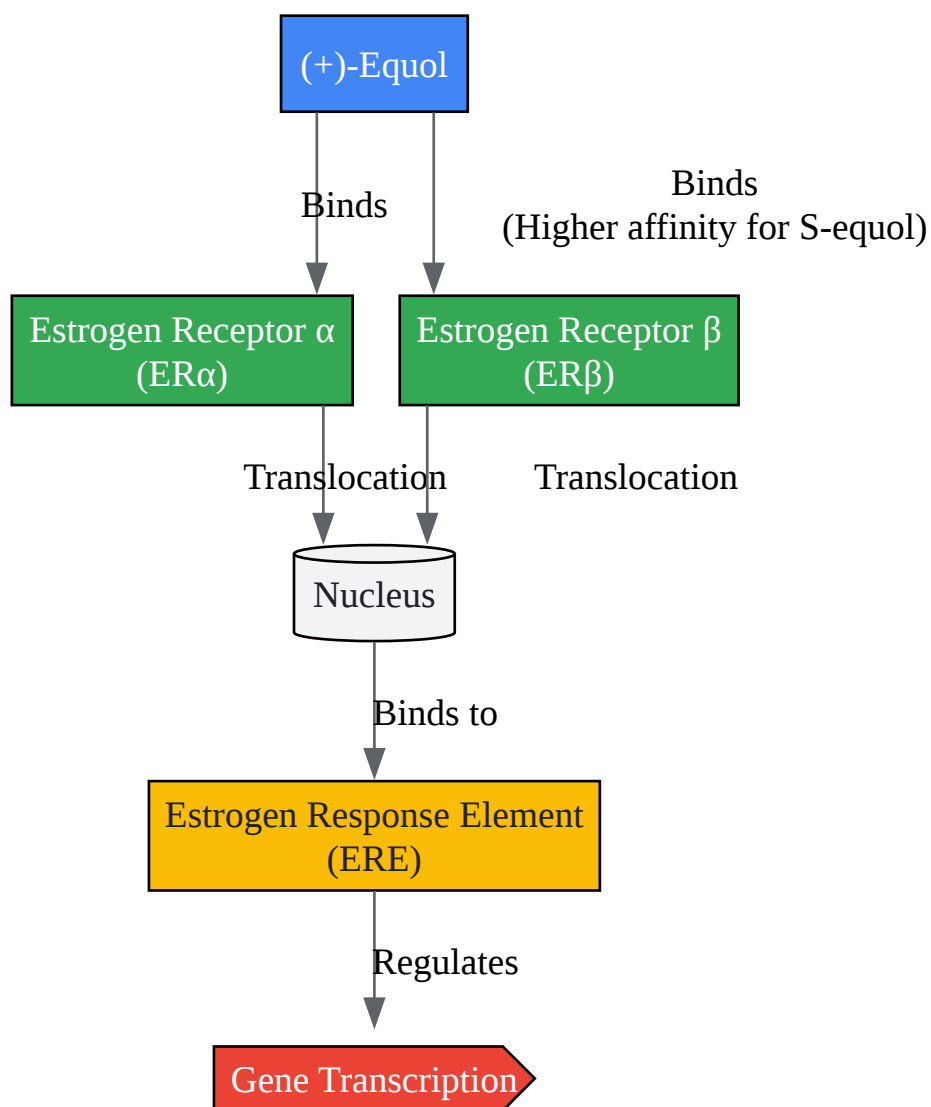 (+)-Equol
Binds
Binds
(Higher affinity for S-equol)
Estrogen Receptor α
(ERα)
Estrogen Receptor β
(ERβ)
Translocation
Translocation
Nucleus
Binds to
Estrogen Response Element
(ERE)
Regulates
Gene Transcription